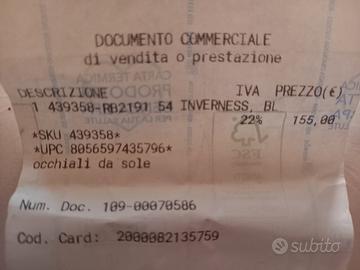 DOCUMENTO COMMERCIALE
di vendita o prestazione
DESCRIZIONE IVA PREZZO(€)
1 439358-RB2191 54 INVERNESS, BL
22% 155,00
*SKU 439358*
*UPC 8056597435796*
occhiali da sole
Num. Doc. 109-00070586
Cod. Card: 2000082135759
subito